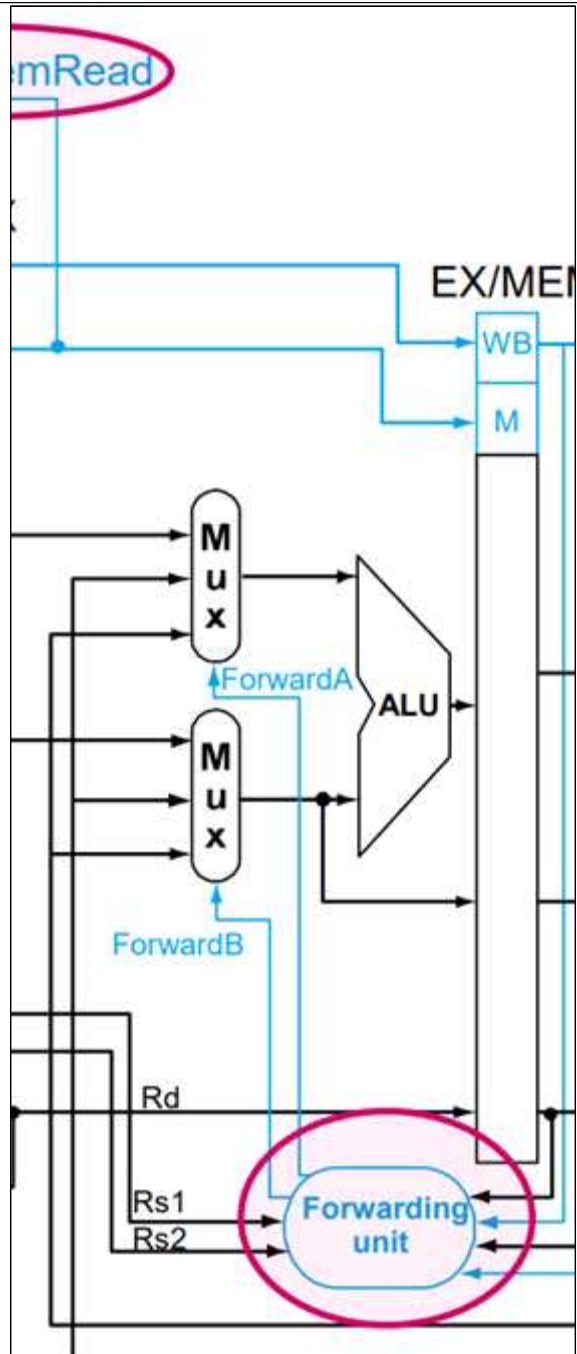 emRead
EX/MEM
WB
M
M
u
x
ForwardA
ALU
M
u
x
ForwardB
Rd
Rs1
Rs2
Forwarding
unit